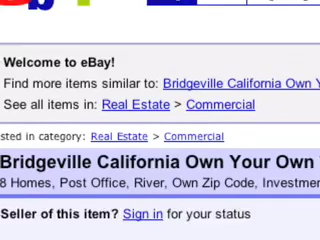 Welcome to eBay!
Find more items similar to: Bridgeville California Own
See all items in: Real Estate > Commercial
sted in category: Real Estate > Commercial
Bridgeville California Own Your Own
8 Homes, Post Office, River, Own Zip Code, Investmen
Seller of this item? Sign in for your status